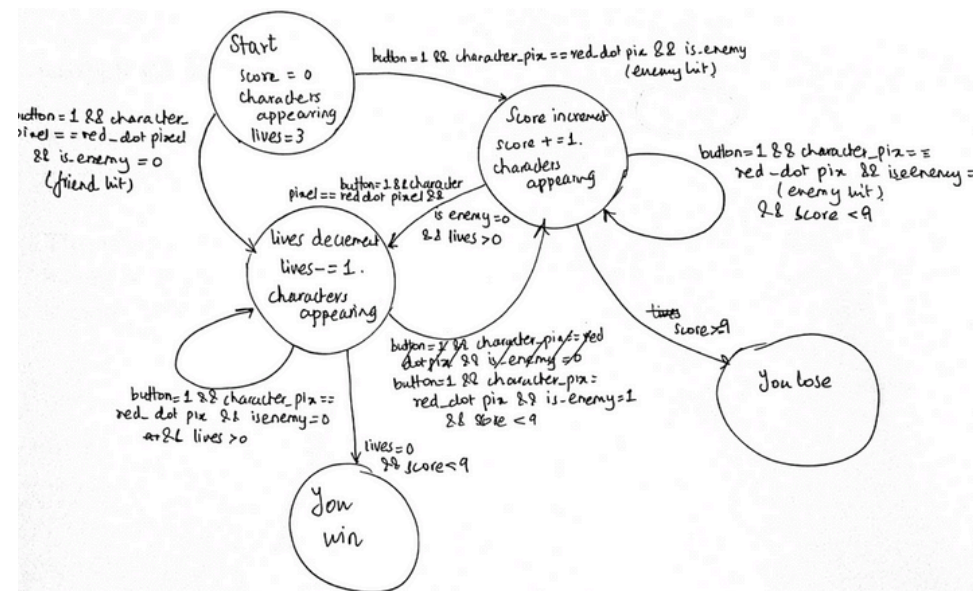 Start
score = 0
characters
appearing
lives=3
button=1 && character_pix == red_dot pix && is_enemy
(enemy hit)
button=1 && character_
pixel == red_dot pixel
&& is_enemy = 0
(friend hit)
Score increment
score += 1.
characters
appearing
button=1 && character_pix= =
red_dot pix && is enemy =
(enemy hit)
&& score <9
button=1 && character
pixel == red dot pixel &&
is enemy=0
&& lives>0
lives decrement
lives-= 1.
characters
appearing
button=1 && character_pix ==
red_dot pix && isenemy=0
&& lives >0
button=1 && character_pix==red
dot pix && is_enemy=0
button=1 && character_pix=
red_dot pix && is_enemy=1
&& score <9
lives
score>9
You lose
lives=0
&& score<9
You
win